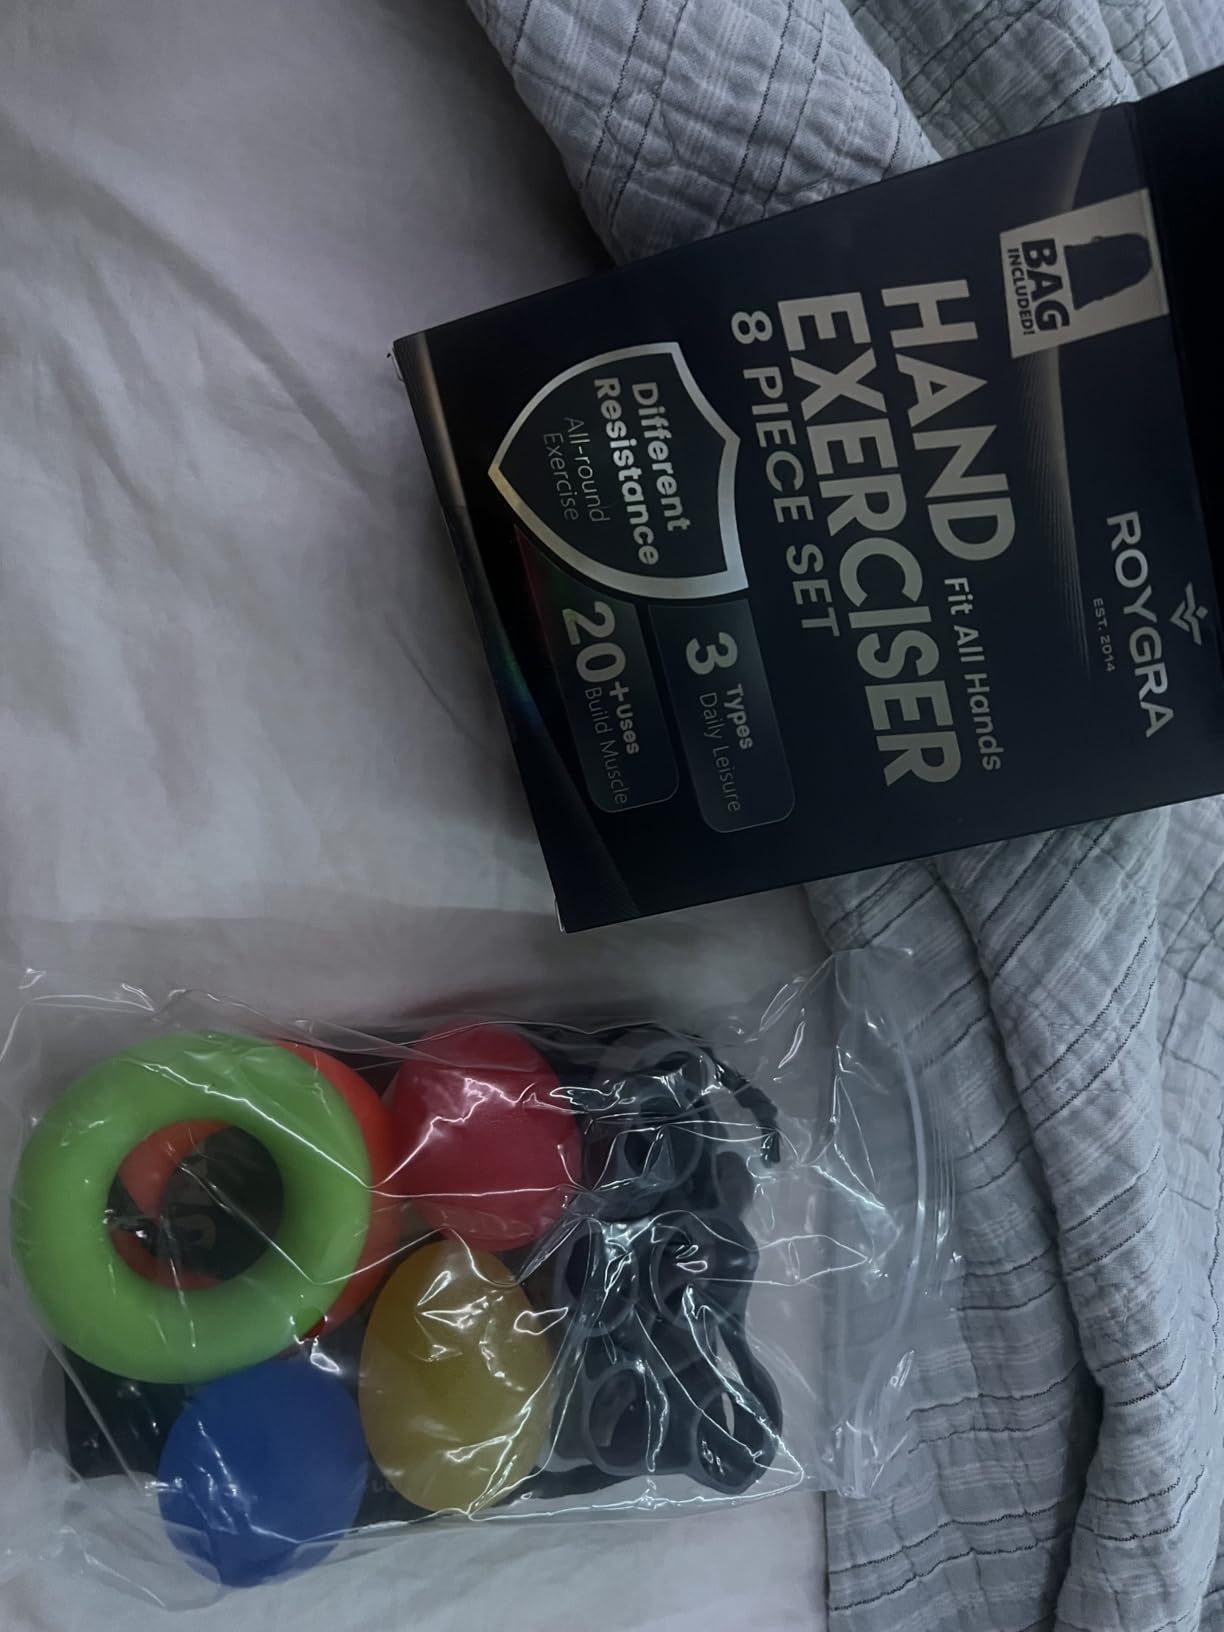 ROYGRA
EST. 2014
BAG
INCLUDED!
HAND Fit All Hands
EXERCISER
8 PIECE SET
Different
Resistance
All-round
Exercise
3 Types
Daily Leisure
20+uses
Build Muscle